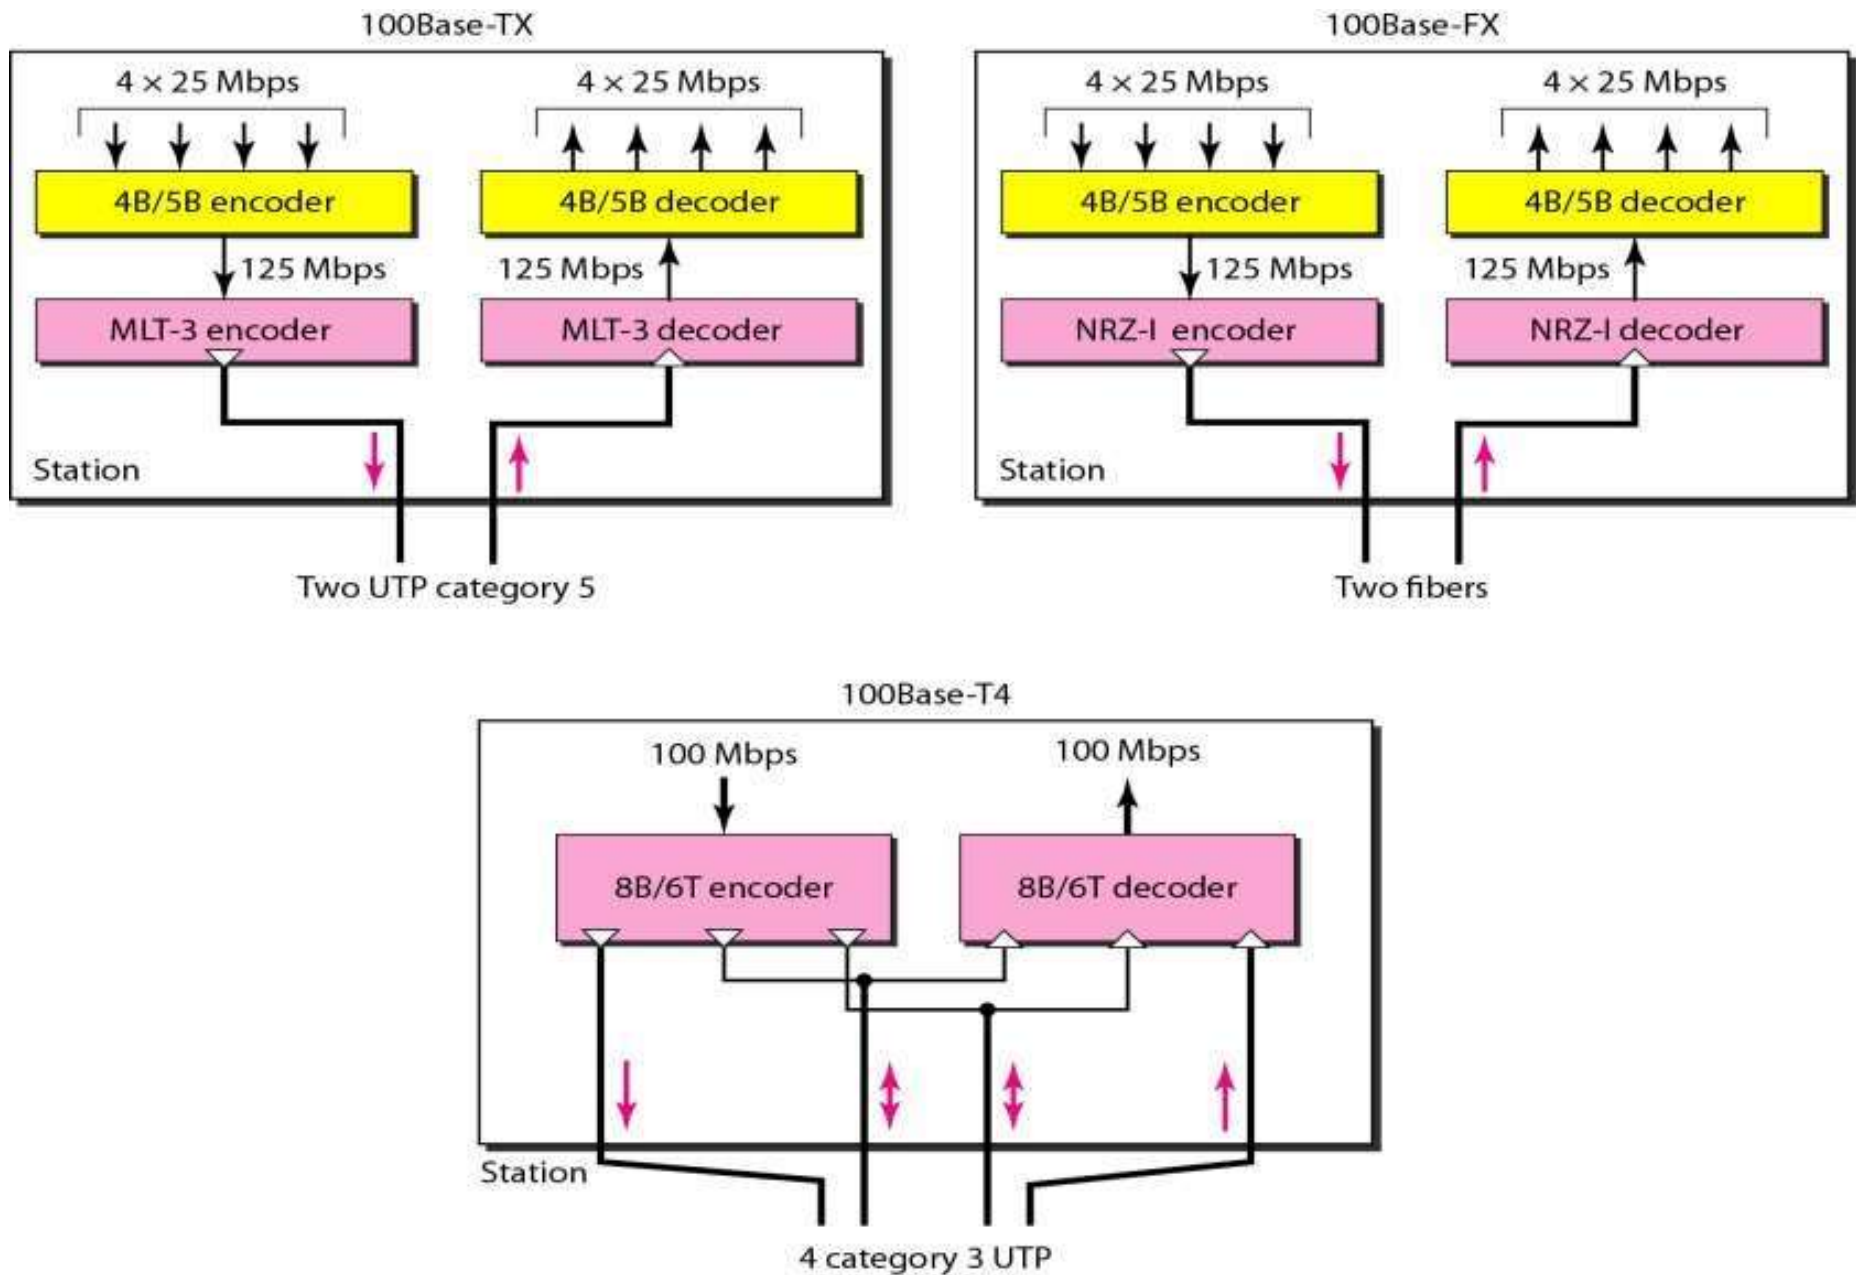 100Base-TX
4 × 25 Mbps
4 × 25 Mbps
4B/5B encoder
4B/5B decoder
125 Mbps
125 Mbps
MLT-3 encoder
MLT-3 decoder
Station
Two UTP category 5
100Base-FX
4 × 25 Mbps
4 × 25 Mbps
4B/5B encoder
4B/5B decoder
125 Mbps
125 Mbps
NRZ-I encoder
NRZ-I decoder
Station
Two fibers
100Base-T4
100 Mbps
100 Mbps
8B/6T encoder
8B/6T decoder
Station
4 category 3 UTP